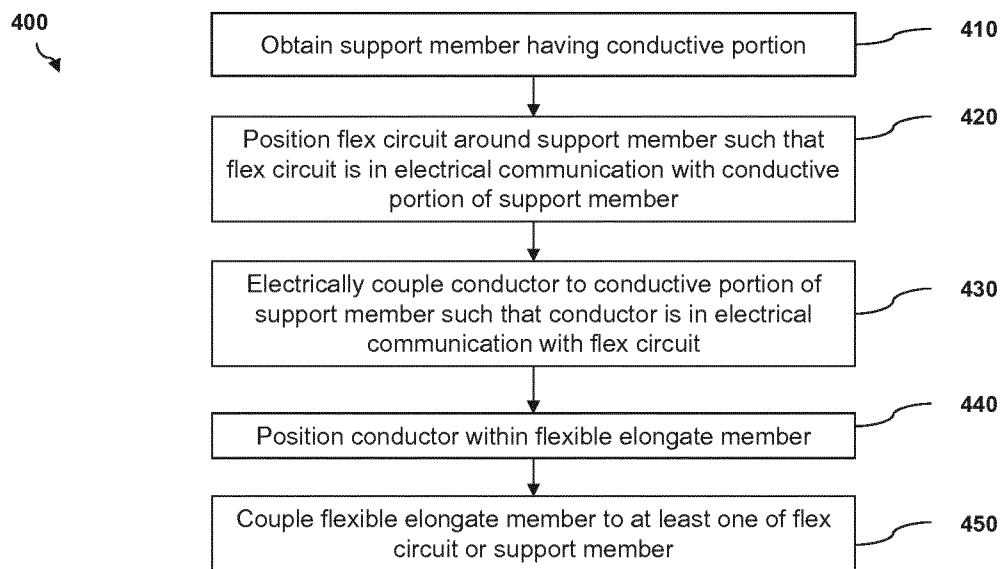 400
Obtain support member having conductive portion
410
Position flex circuit around support member such that
flex circuit is in electrical communication with conductive
portion of support member
420
Electrically couple conductor to conductive portion of
support member such that conductor is in electrical
communication with flex circuit
430
Position conductor within flexible elongate member
440
Couple flexible elongate member to at least one of flex
circuit or support member
450